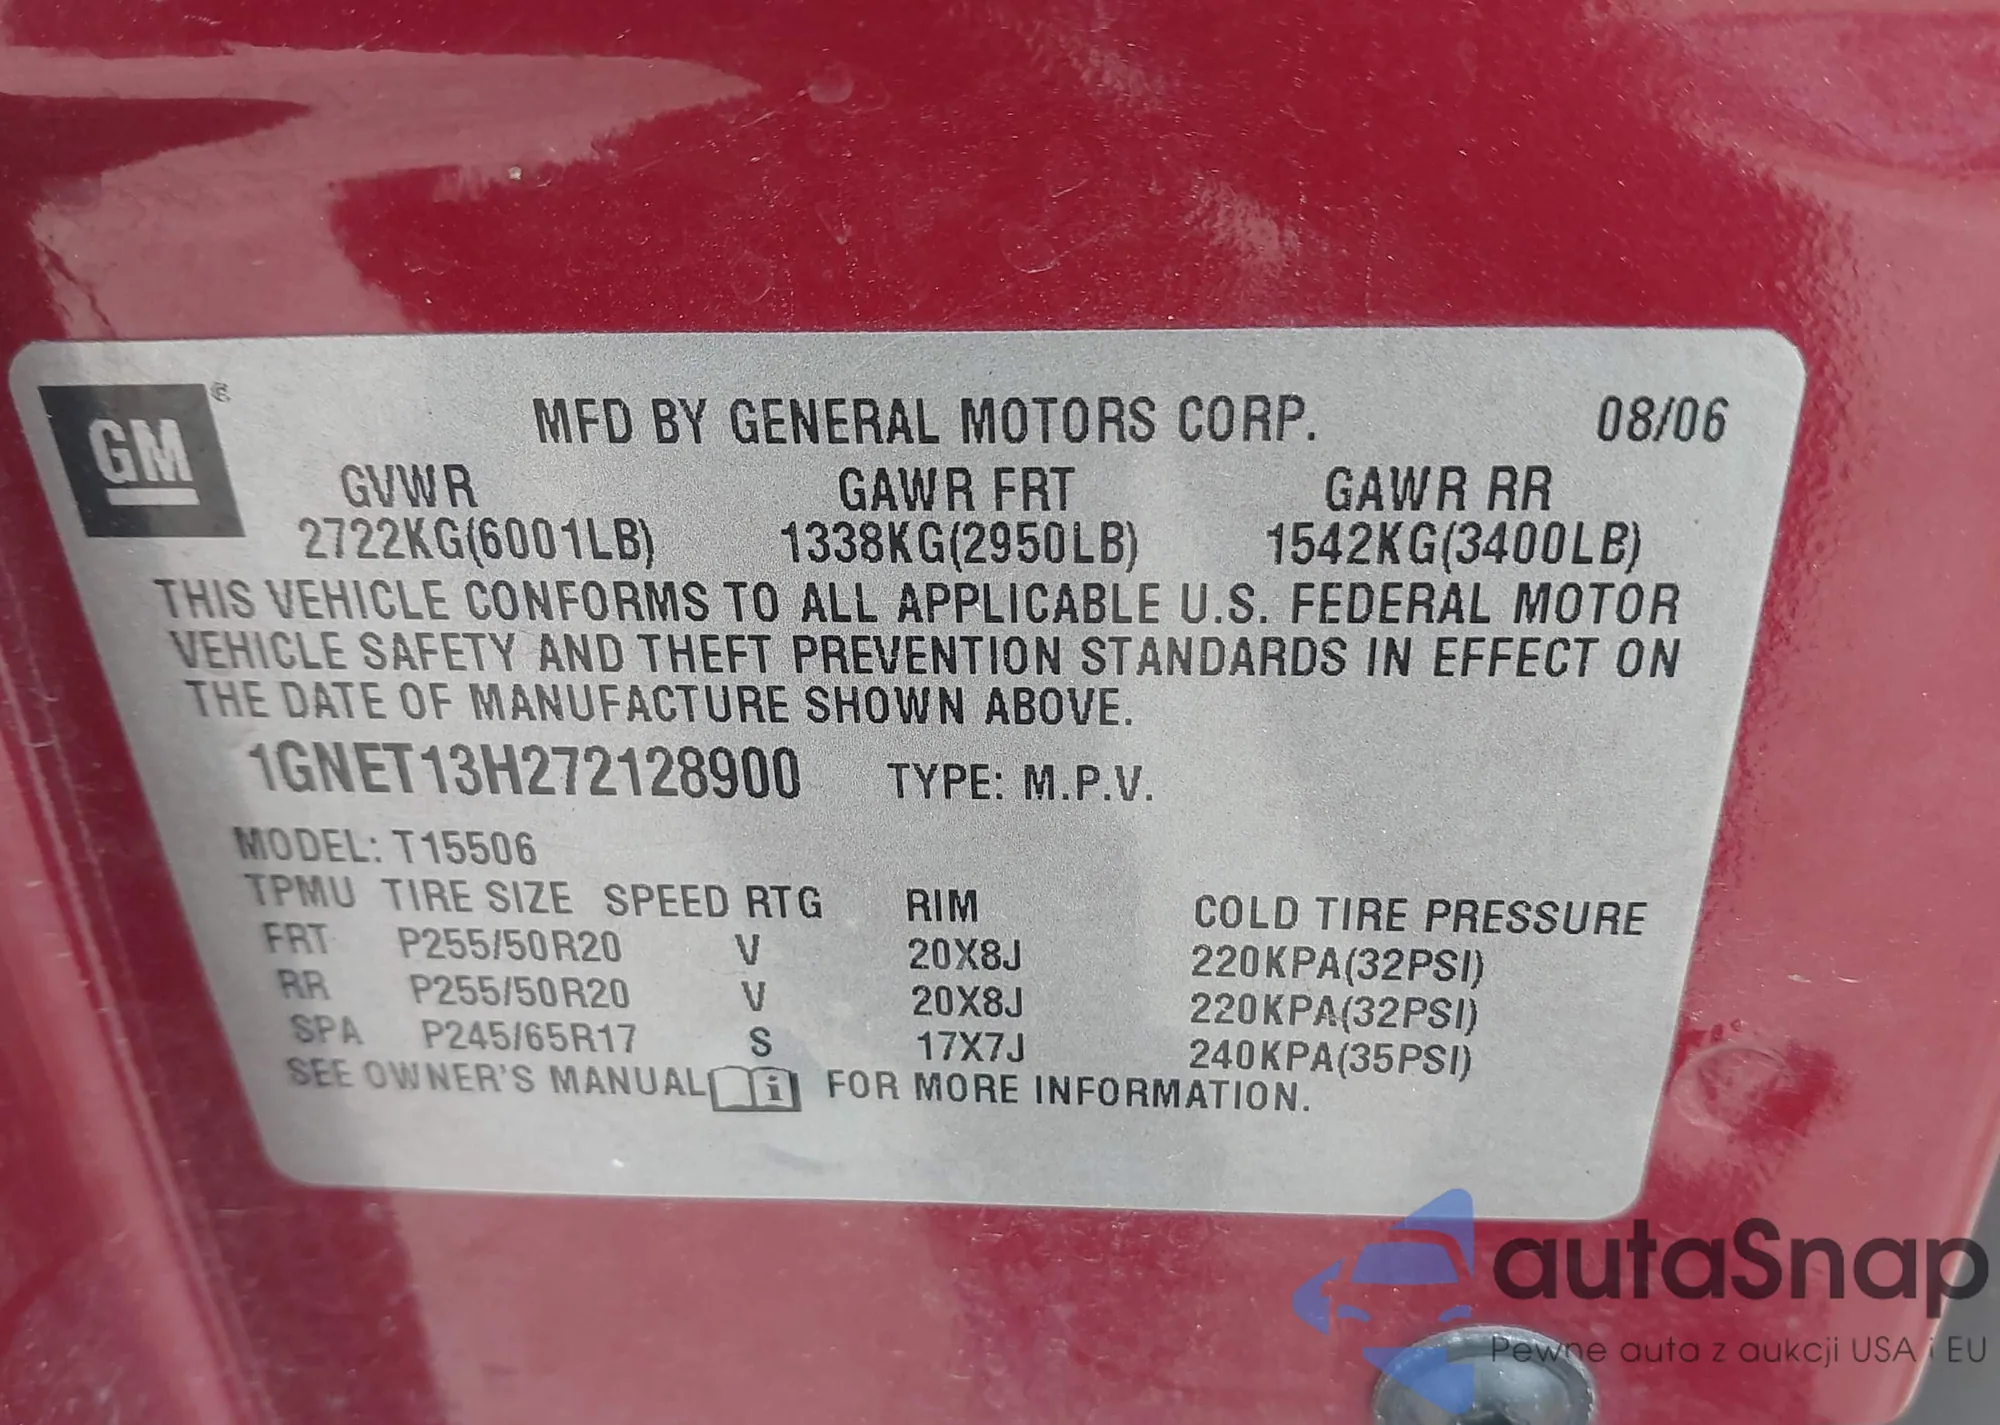 GM ®
MFD BY GENERAL MOTORS CORP. 08/06
GVWR GAWR FRT GAWR RR
2722KG(6001LB) 1338KG(2950LB) 1542KG(3400LB)
THIS VEHICLE CONFORMS TO ALL APPLICABLE U.S. FEDERAL MOTOR
VEHICLE SAFETY AND THEFT PREVENTION STANDARDS IN EFFECT ON
THE DATE OF MANUFACTURE SHOWN ABOVE.
1GNET13H272128900 TYPE: M.P.V.
MODEL: T15506
TPMU TIRE SIZE SPEED RTG RIM COLD TIRE PRESSURE
FRT P255/50R20 V 20X8J 220KPA(32PSI)
RR P255/50R20 V 20X8J 220KPA(32PSI)
SPA P245/65R17 S 17X7J 240KPA(35PSI)
SEE OWNER'S MANUAL i FOR MORE INFORMATION.
autaSnap
Pewne auta z aukcji USA i EU